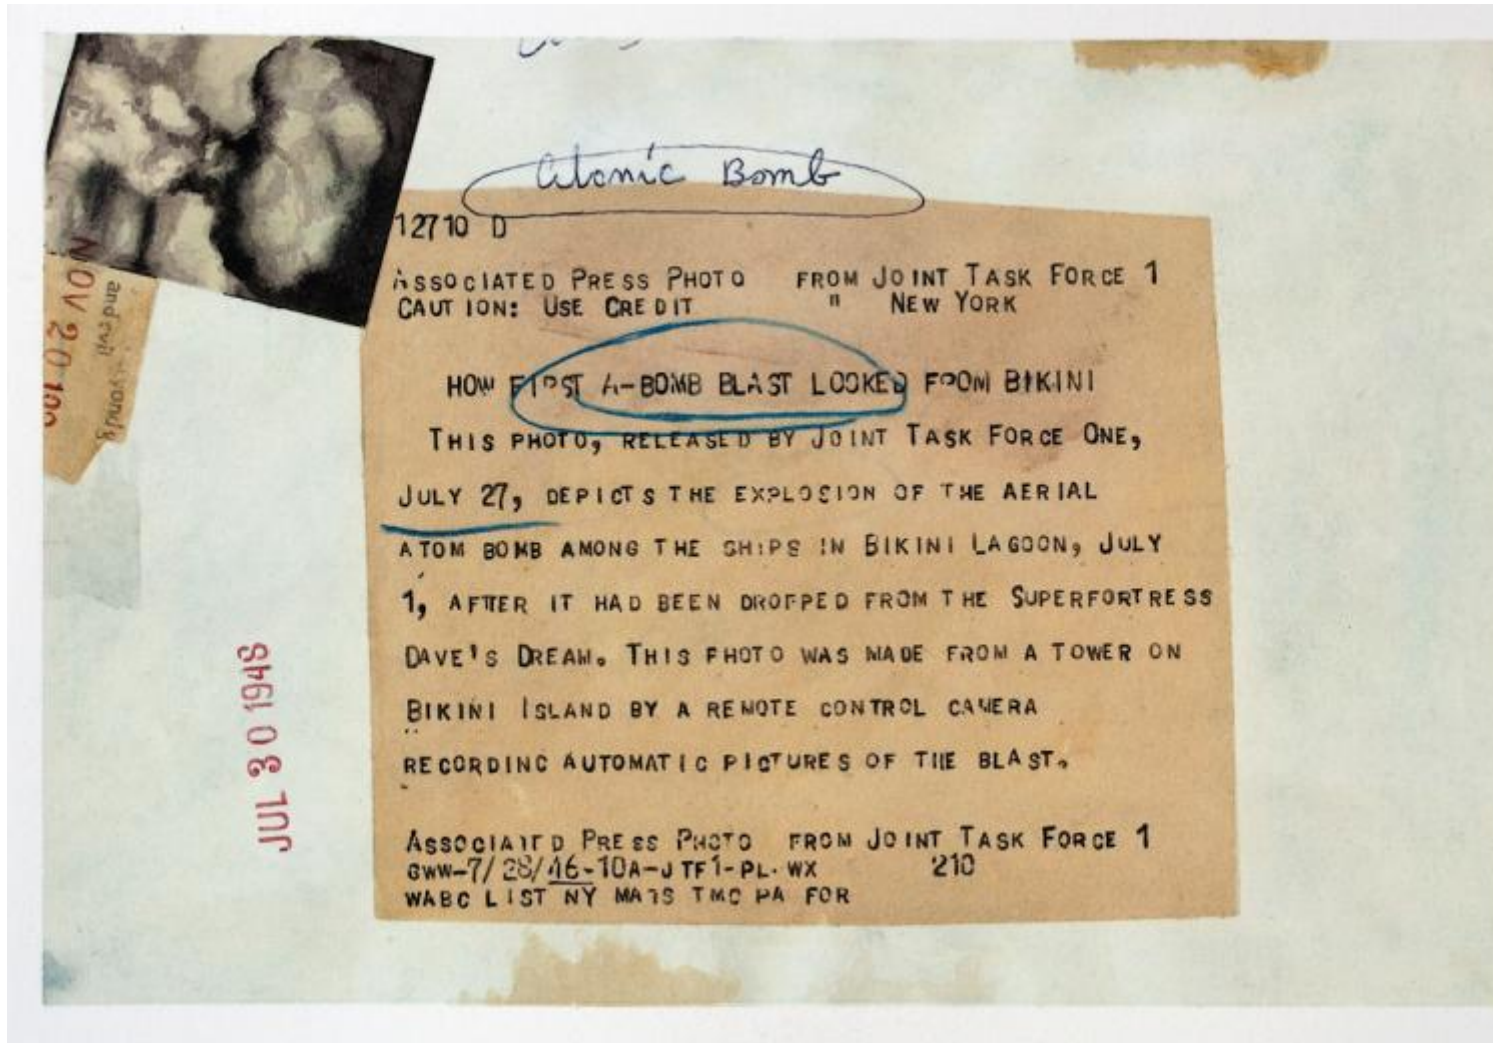 Atomic Bomb
12710 D
ASSOCIATED PRESS PHOTO FROM JOINT TASK FORCE 1
CAUTION: USE CREDIT " NEW YORK
HOW FIRST A-BOMB BLAST LOOKED FROM BIKINI
THIS PHOTO, RELEASED BY JOINT TASK FORCE ONE,
JULY 27, DEPICTS THE EXPLOSION OF THE AERIAL
ATOM BOMB AMONG THE SHIPS IN BIKINI LAGOON, JULY
1, AFTER IT HAD BEEN DROPPED FROM THE SUPERFORTRESS
DAVE'S DREAM. THIS PHOTO WAS MADE FROM A TOWER ON
BIKINI ISLAND BY A REMOTE CONTROL CAMERA
RECORDING AUTOMATIC PICTURES OF THE BLAST.
ASSOCIATED PRESS PHOTO FROM JOINT TASK FORCE 1
GWW-7/28/46-10A-JTF1-PL.WX 210
WABC LIST NY MATS TMC PA FOR
NOV 20
JUL 30 1946